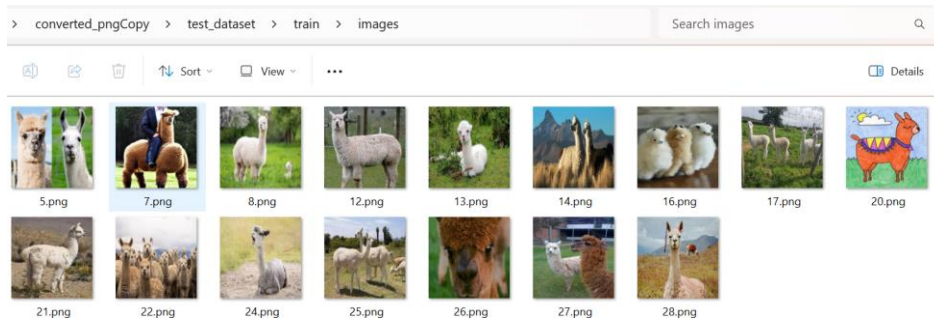 > converted_pngCopy > test_dataset > train > images
Search images
Sort
View
Details
5.png 7.png 8.png 12.png 13.png 14.png 16.png 17.png 20.png
21.png 22.png 24.png 25.png 26.png 27.png 28.png